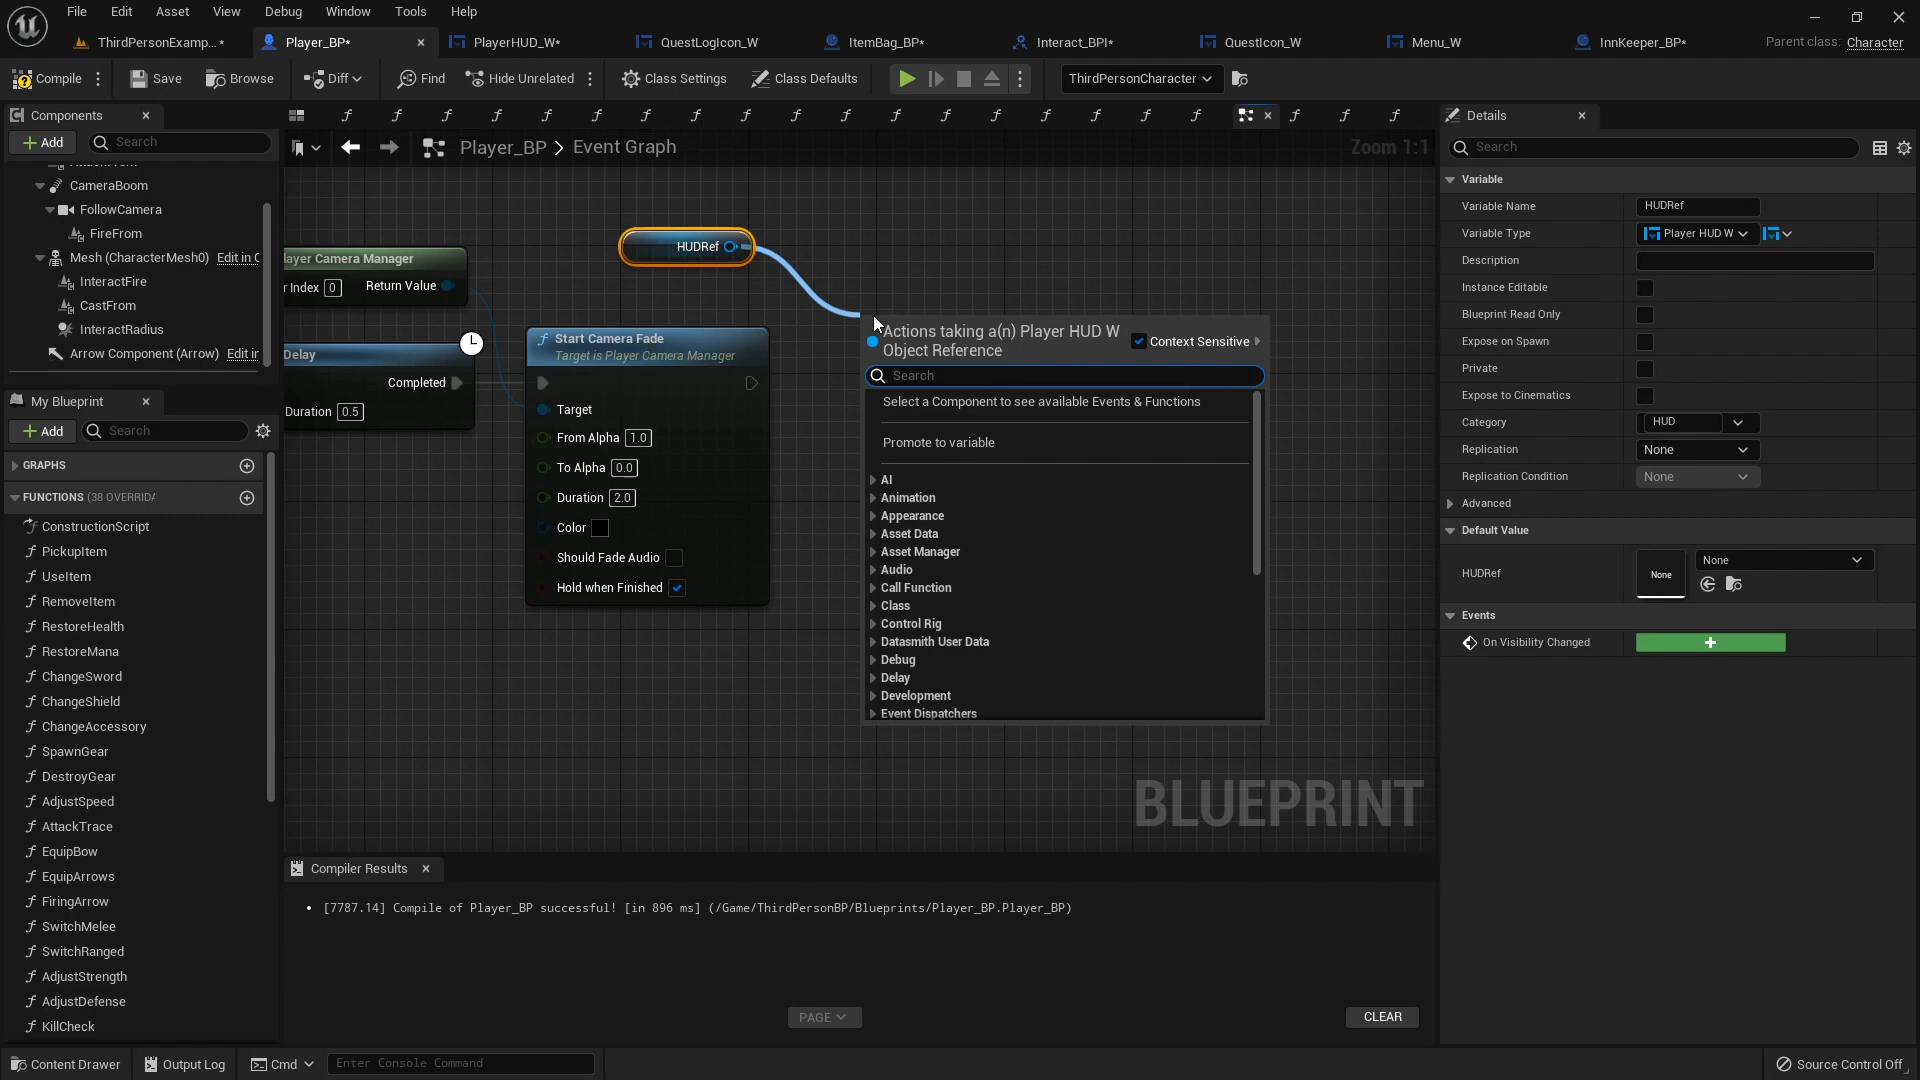 File Edit Asset View Debug Window Tools Help
ThirdPersonExamp...* Player_BP* PlayerHUD_W* QuestLogIcon_W ItemBag_BP* Interact_BPI* QuestIcon_W Menu_W InnKeeper_BP* Parent class: Character
Compile Save Browse Diff Find Hide Unrelated Class Settings Class Defaults ThirdPersonCharacter
Components
Add Search
CameraBoom
FollowCamera
FireFrom
Mesh (CharacterMesh0) Edit in C
InteractFire
CastFrom
InteractRadius
Arrow Component (Arrow) Edit in
My Blueprint
Add Search
GRAPHS
FUNCTIONS (38 OVERRIDA
ConstructionScript
PickupItem
UseItem
RemoveItem
RestoreHealth
RestoreMana
ChangeSword
ChangeShield
ChangeAccessory
SpawnGear
DestroyGear
AdjustSpeed
AttackTrace
EquipBow
EquipArrows
FiringArrow
SwitchMelee
SwitchRanged
AdjustStrength
AdjustDefense
KillCheck
Player_BP > Event Graph Zoom 1:1
HUDRef
layer Camera Manager
r Index 0 Return Value
Delay
Completed
Duration 0.5
Start Camera Fade
Target is Player Camera Manager
Target
From Alpha 1.0
To Alpha 0.0
Duration 2.0
Color
Should Fade Audio
Hold when Finished
Actions taking a(n) Player HUD W
Object Reference
Context Sensitive
Search
Select a Component to see available Events & Functions
Promote to variable
AI
Animation
Appearance
Asset Data
Asset Manager
Audio
Call Function
Class
Control Rig
Datasmith User Data
Debug
Delay
Development
Event Dispatchers
BLUEPRINT
Compiler Results
[7787.14] Compile of Player_BP successful! [in 896 ms] (/Game/ThirdPersonBP/Blueprints/Player_BP.Player_BP)
PAGE CLEAR
Details
Search
Variable
Variable Name HUDRef
Variable Type Player HUD W
Description
Instance Editable
Blueprint Read Only
Expose on Spawn
Private
Expose to Cinematics
Category HUD
Replication None
Replication Condition None
Advanced
Default Value
HUDRef None None
Events
On Visibility Changed
Content Drawer Output Log Cmd Enter Console Command Source Control Off